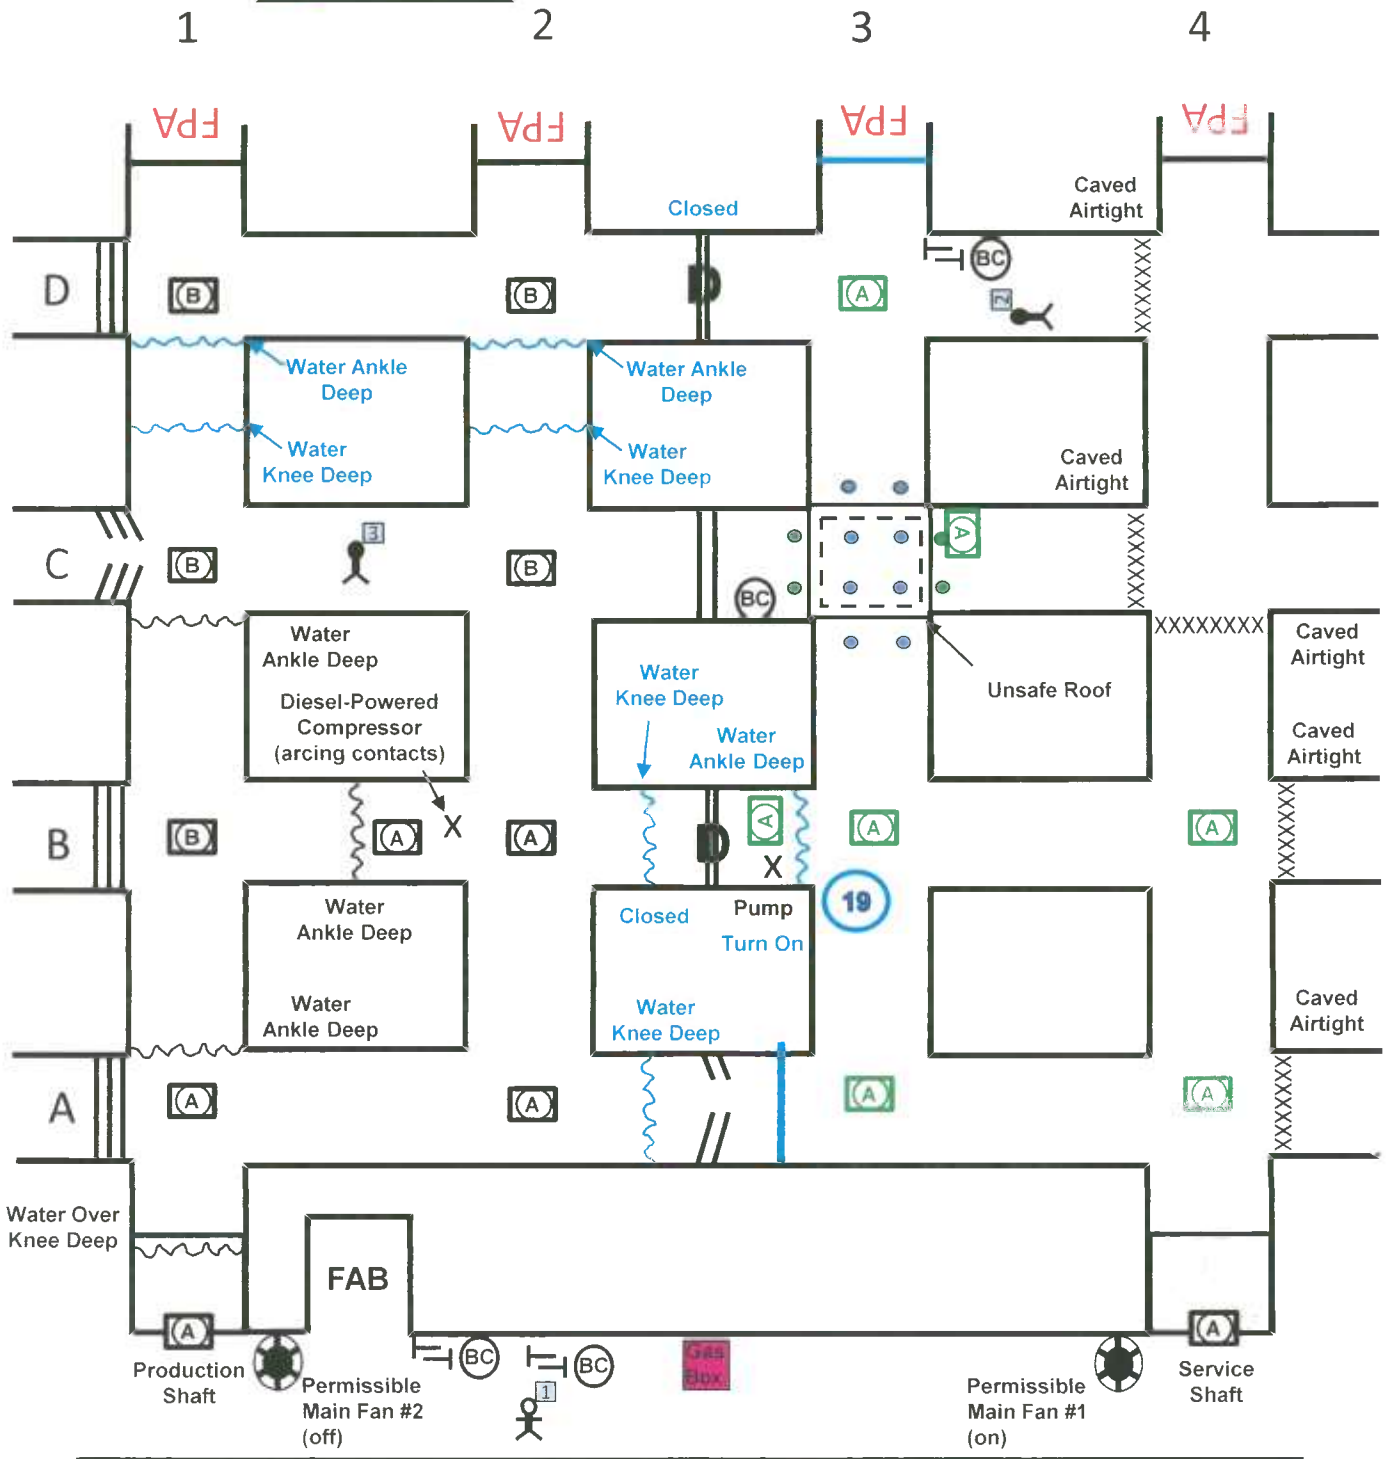 1 2 3 4
FPA FPA FPA FPA
Caved
Airtight
Closed
D
BC
B B D A
2
Water Ankle
Deep
Water Ankle
Deep
Water
Knee Deep
Water
Knee Deep
Caved
Airtight
3
A
C
B B
BC
XXXXXXXX
Water
Ankle Deep
Caved
Airtight
Water
Knee Deep
Unsafe Roof
Diesel-Powered
Compressor
(arcing contacts)
Water
Ankle Deep
Caved
Airtight
B
B A X A D A A A
X
Water
Ankle Deep
Closed
Pump
19
Turn On
Water
Ankle Deep
Water
Knee Deep
Caved
Airtight
A
A A A A
Water Over
Knee Deep
FAB
A A
Production
Shaft
BC BC
Gas
Box
Service
Shaft
Permissible
Main Fan #2
(off)
1
Permissible
Main Fan #1
(on)